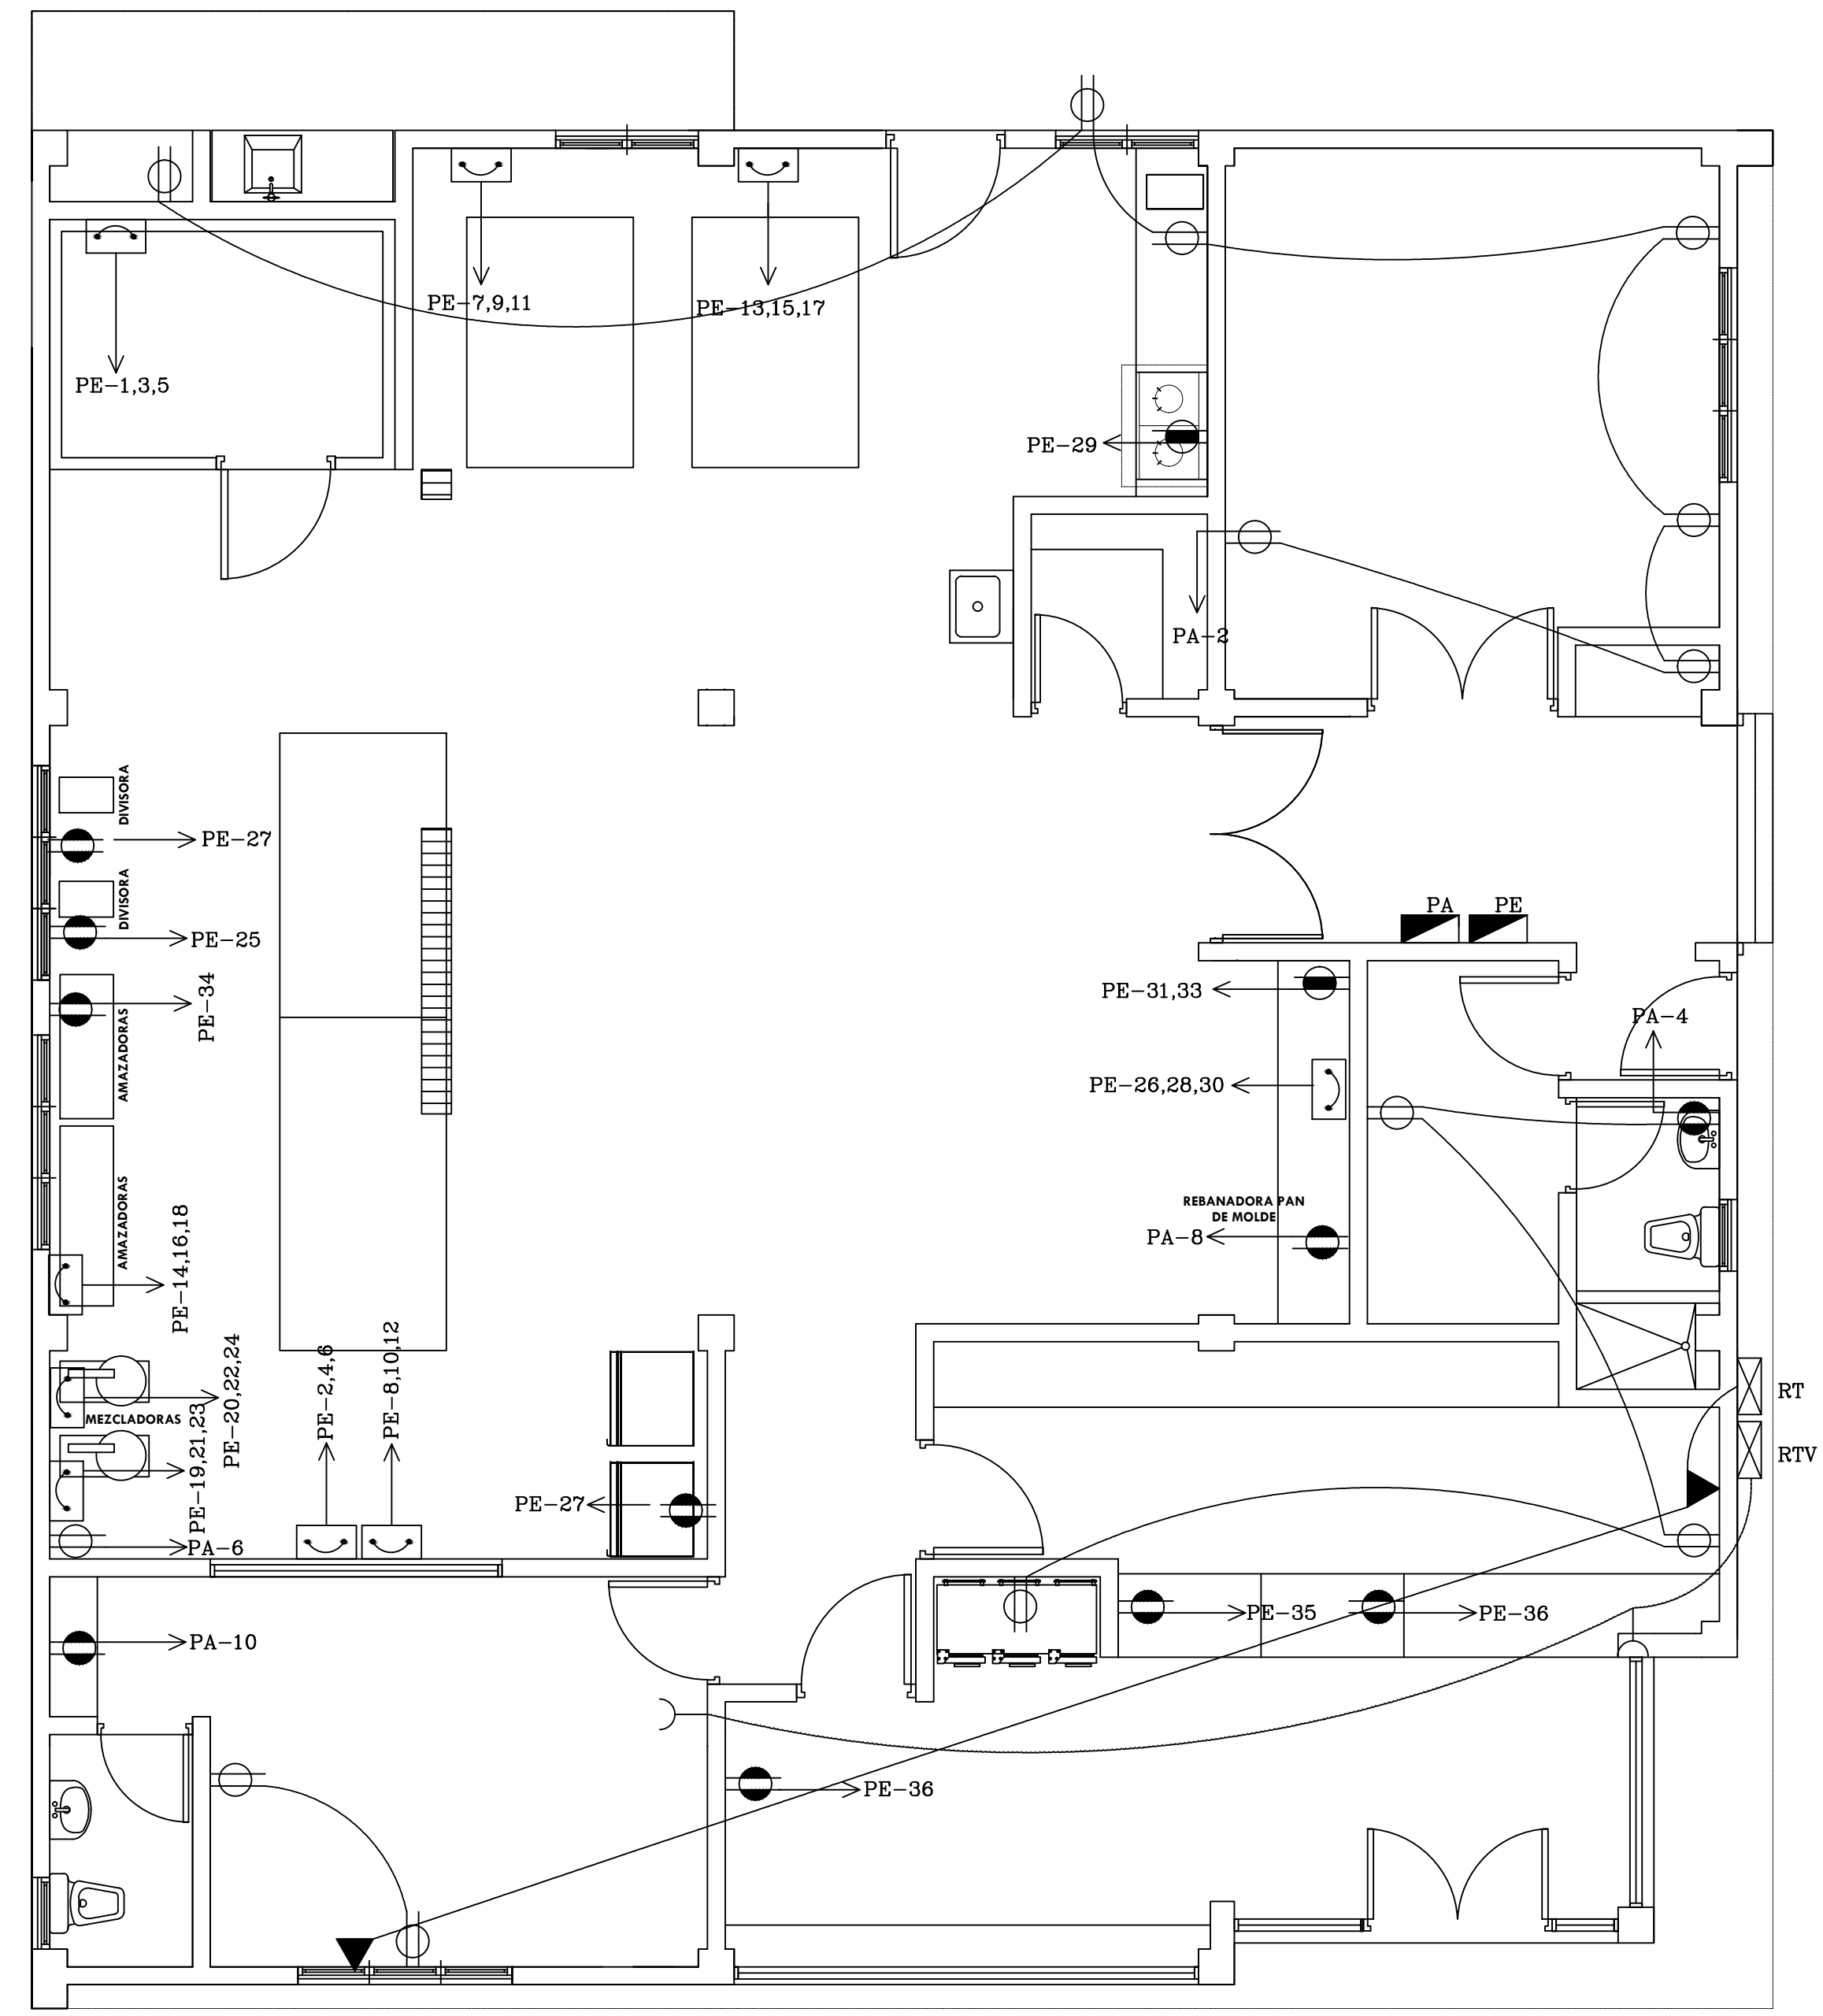 PE-7,9,11
PE-13,15,17
PE-1,3,5
PE-29
PA-2
DIVISORA
PE-27
DIVISORA
PE-25
PA
PE
PE-34
AMAZADORAS
PE-31,33
PA-4
PE-26,28,30
AMAZADORAS
PE-14,16,18
REBANADORA PAN
DE MOLDE
PA-8
PE-20,22,24
PE-2,4,6
PE-8,10,12
RT
MEZCLADORAS
RTV
PE-19,21,23
PE-27
PA-6
PE-35
PE-36
PA-10
PE-36